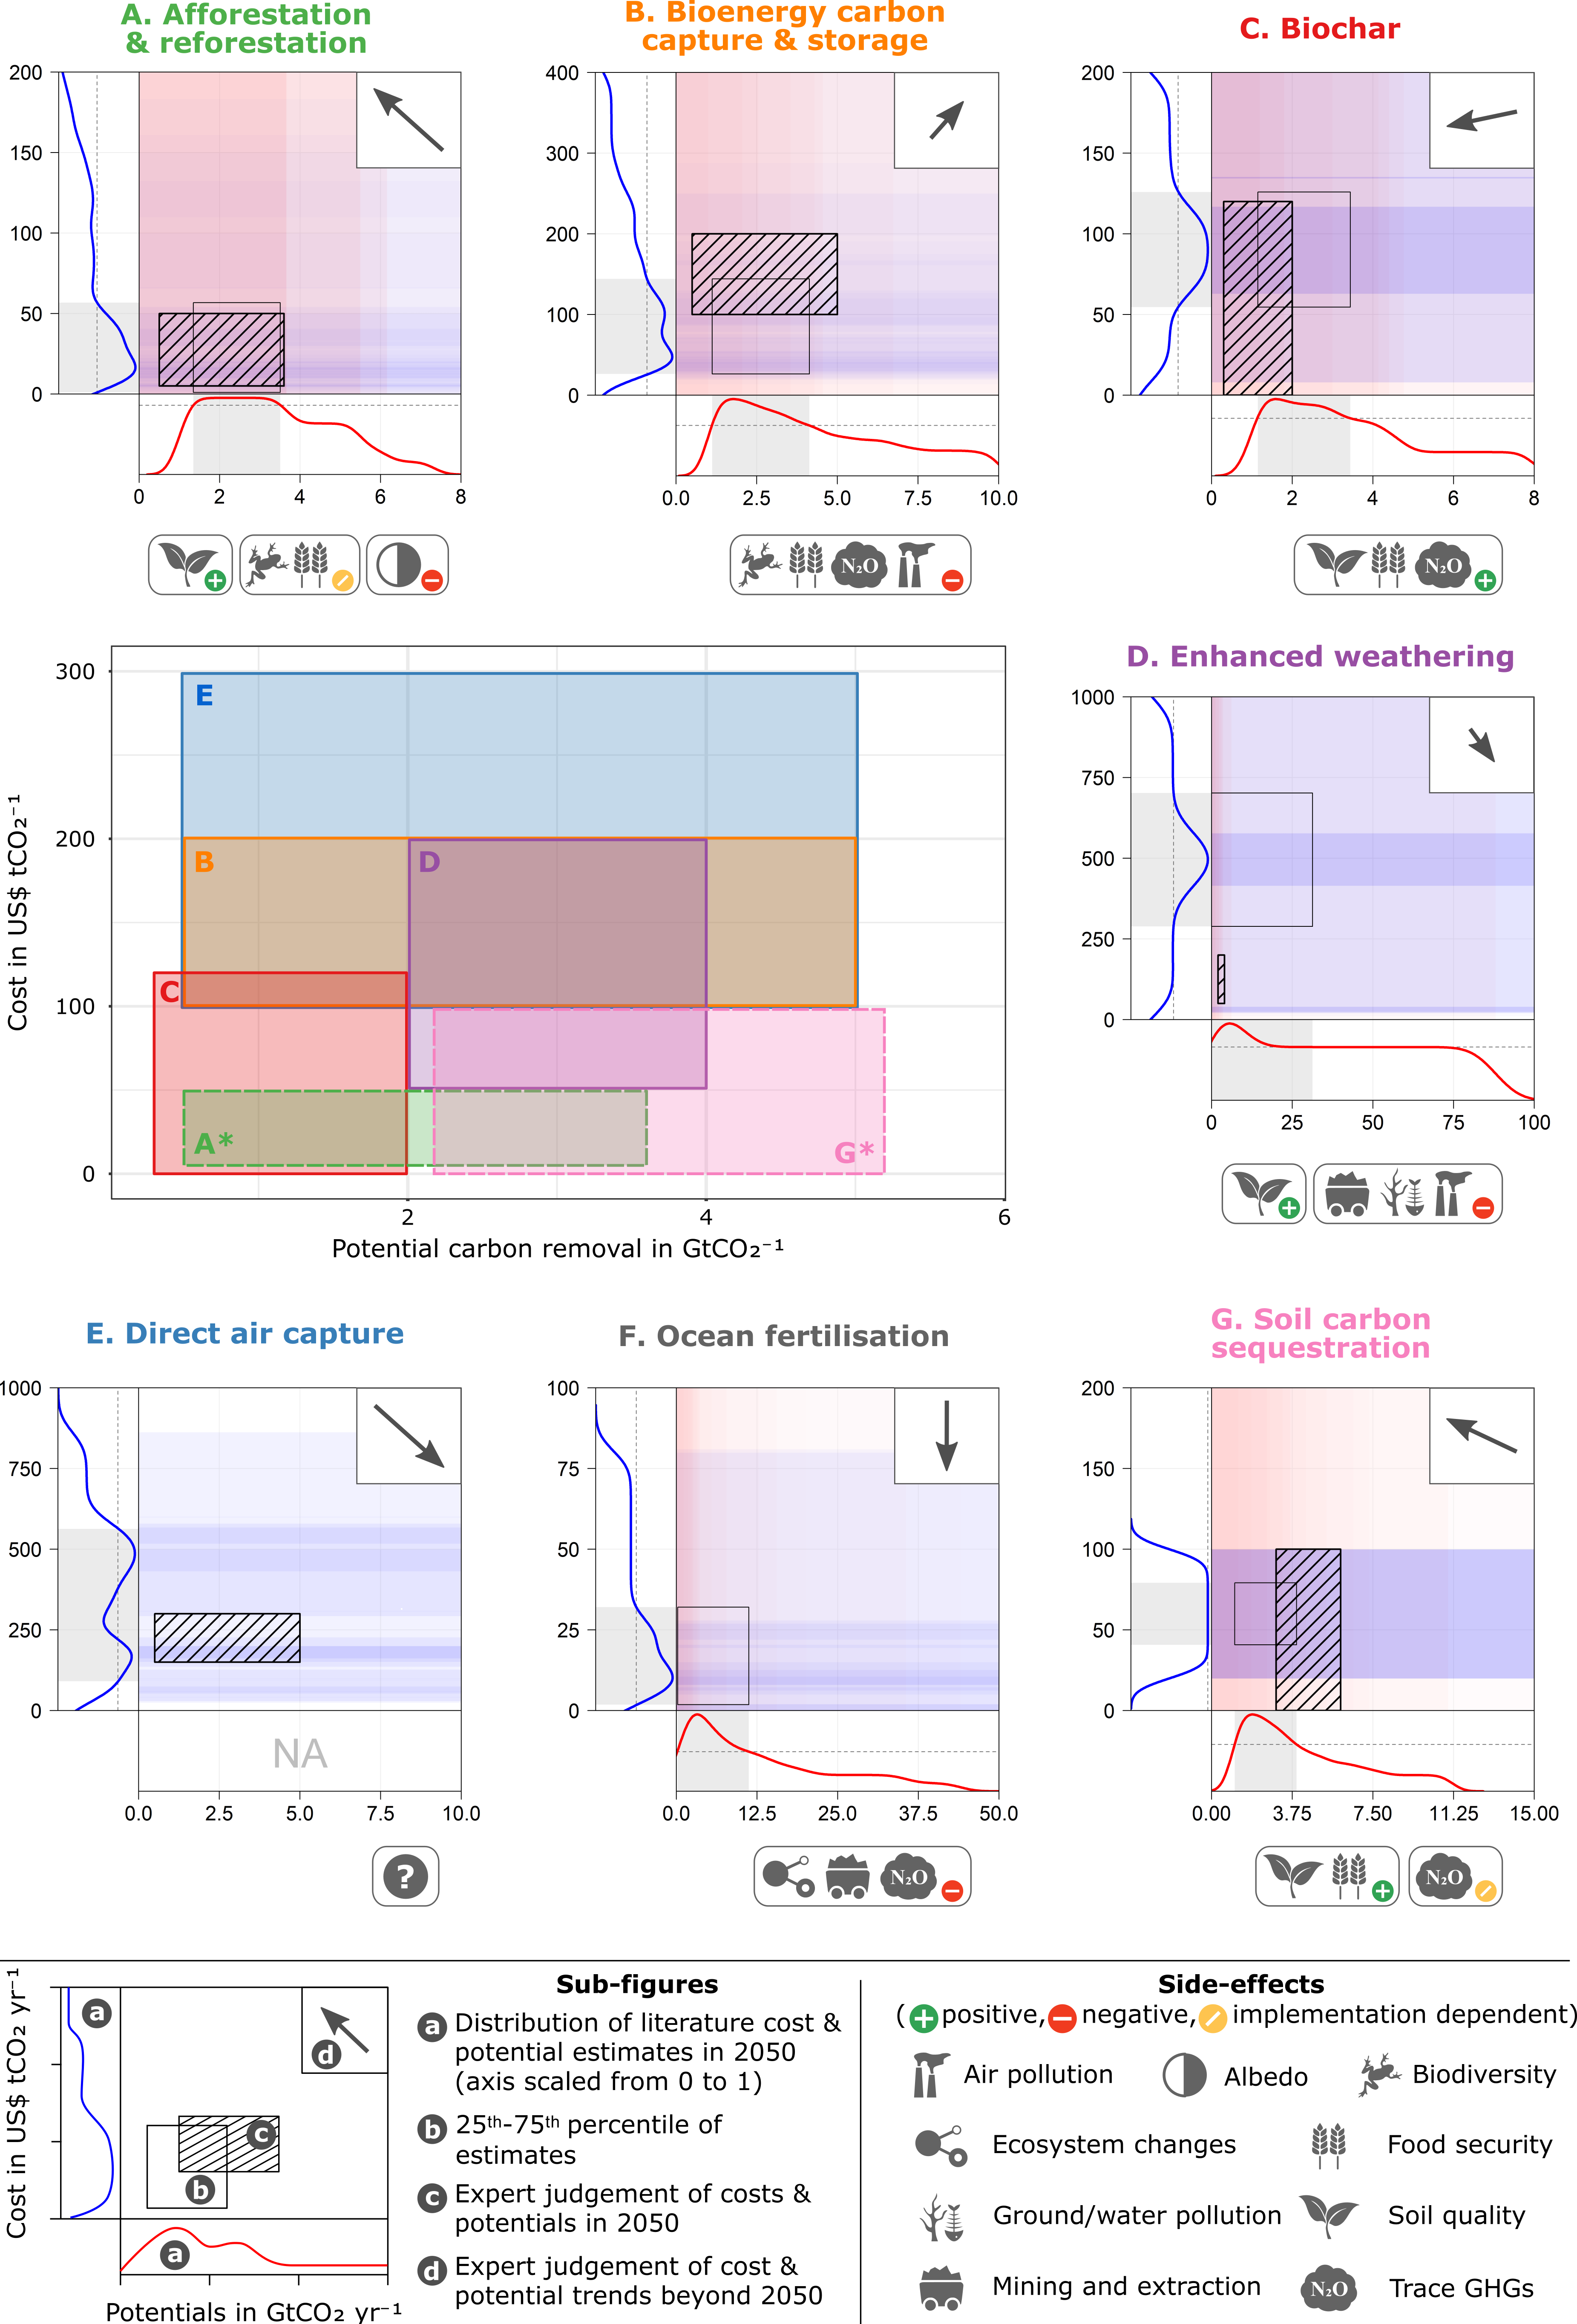 A. Afforestation
& reforestation
B. Bioenergy carbon
capture & storage
C. Biochar
200
150
100
50
0
0 2 4 6 8
400
300
200
100
0
0.0 2.5 5.0 7.5 10.0
200
150
100
50
0
0 2 4 6 8
N₂O
N₂O
Cost in US$ tCO₂⁻¹
300
200
100
0
E
B
D
C
A*
G*
2 4 6
Potential carbon removal in GtCO₂⁻¹
D. Enhanced weathering
1000
750
500
250
0
0 25 50 75 100
E. Direct air capture
F. Ocean fertilisation
G. Soil carbon
sequestration
1000
750
500
250
0
NA
0.0 2.5 5.0 7.5 10.0
?
100
75
50
25
0
0.0 12.5 25.0 37.5 50.0
N₂O
200
150
100
50
0
0.00 3.75 7.50 11.25 15.00
N₂O
Cost in US$ tCO₂ yr⁻¹
a
d
c
b
a
Potentials in GtCO₂ yr⁻¹
Sub-figures
a Distribution of literature cost &
potential estimates in 2050
(axis scaled from 0 to 1)
b 25th-75th percentile of
estimates
c Expert judgement of costs &
potentials in 2050
d Expert judgement of cost &
potential trends beyond 2050
Side-effects
(+ positive, − negative, / implementation dependent)
Air pollution
Albedo
Biodiversity
Ecosystem changes
Food security
Ground/water pollution
Soil quality
Mining and extraction
N₂O Trace GHGs